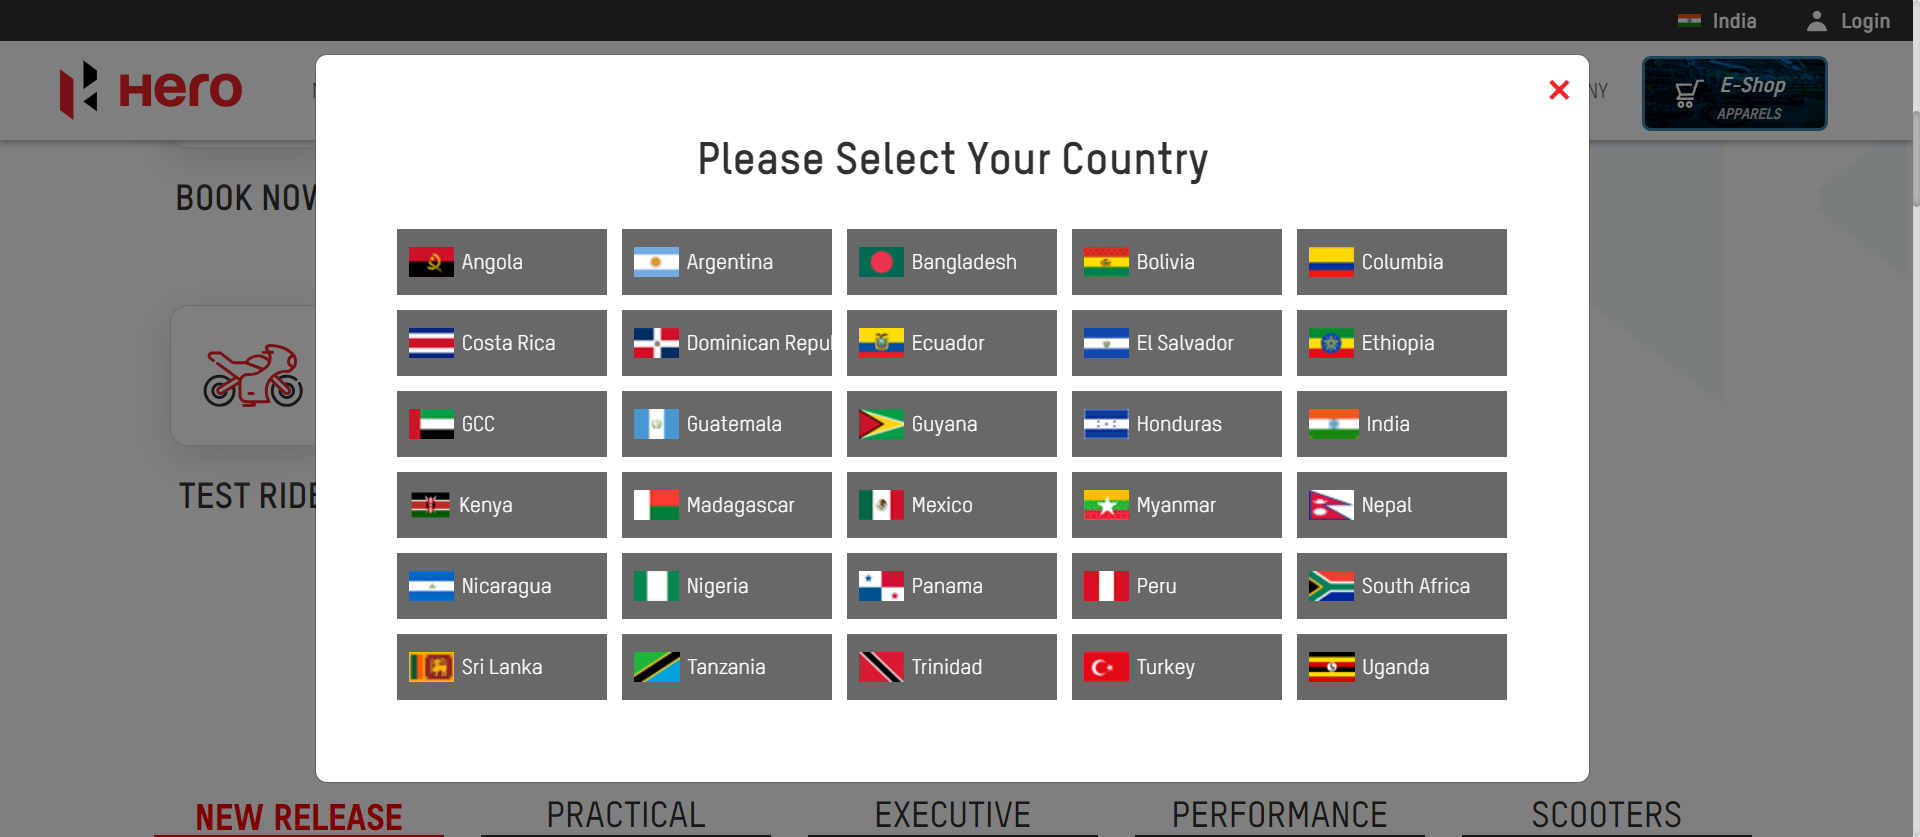 India Login
Hero
NY
E-Shop
APPARELS
Please Select Your Country
BOOK NOW
Angola Argentina Bangladesh Bolivia Columbia
Costa Rica Dominican Repu Ecuador El Salvador Ethiopia
GCC Guatemala Guyana Honduras India
TEST RIDE
Kenya Madagascar Mexico Myanmar Nepal
Nicaragua Nigeria Panama Peru South Africa
Sri Lanka Tanzania Trinidad Turkey Uganda
NEW RELEASE PRACTICAL EXECUTIVE PERFORMANCE SCOOTERS